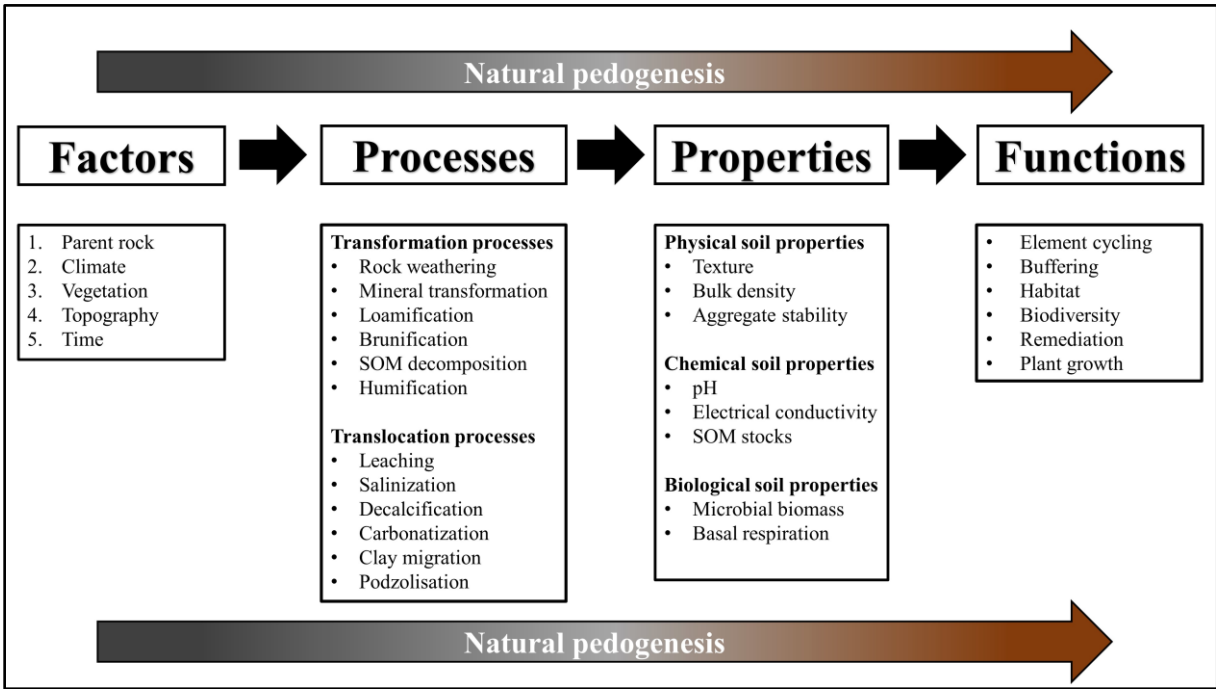 Natural pedogenesis
Factors
Processes
Properties
Functions
1. Parent rock
2. Climate
3. Vegetation
4. Topography
5. Time
Transformation processes
• Rock weathering
• Mineral transformation
• Loamification
• Brunification
• SOM decomposition
• Humification
Translocation processes
• Leaching
• Salinization
• Decalcification
• Carbonatization
• Clay migration
• Podzolisation
Physical soil properties
• Texture
• Bulk density
• Aggregate stability
Chemical soil properties
• pH
• Electrical conductivity
• SOM stocks
Biological soil properties
• Microbial biomass
• Basal respiration
• Element cycling
• Buffering
• Habitat
• Biodiversity
• Remediation
• Plant growth
Natural pedogenesis